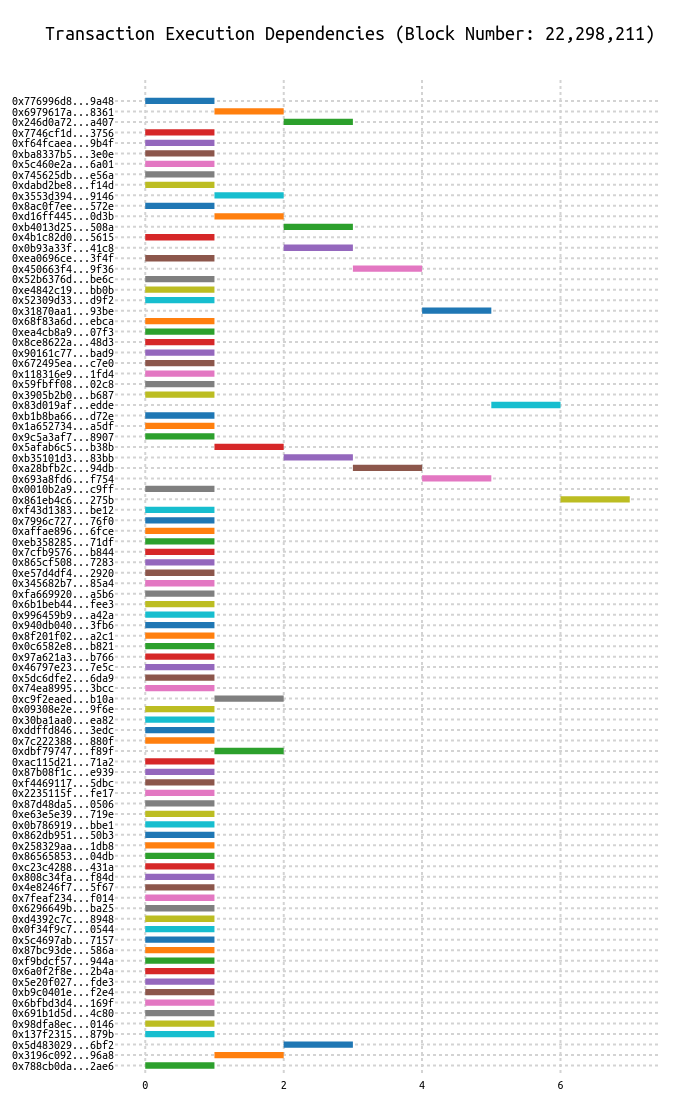 Transaction Execution Dependencies (Block Number: 22,298,211)
0x776996d8...9a48
0x6979617a...8361
0x246d0a72...a407
0x7746cf1d...3756
0xf64fcaea...9b4f
0xba8337b5...3e0e
0x5c460e2a...6a01
0x745625db...e56a
0xdabd2be8...f14d
0x3553d394...9146
0x8ac0f7ee...572e
0xd16ff445...0d3b
0xb4013d25...508a
0x4b1c82d0...5615
0x0b93a33f...41c8
0xea0696ce...3f4f
0x450663f4...9f36
0x52b6376d...be6c
0xe4842c19...bb0b
0x52309d33...d9f2
0x31870aa1...93be
0x68f83a6d...ebca
0xea4cb8a9...07f3
0x8ce8622a...48d3
0x90161c77...bad9
0x672495ea...c7e0
0x118316e9...1fd4
0x59fbff08...02c8
0x3905b2b0...b687
0x83d019af...edde
0xb1b8ba66...d72e
0x1a652734...a5df
0x9c5a3af7...8907
0x5afab6c5...b38b
0xb35101d3...83bb
0xa28bfb2c...94db
0x693a8fd6...f754
0x0010b2a9...c9ff
0x861eb4c6...275b
0xf43d1383...be12
0x7996c727...76f0
0xaffae896...6fce
0xeb358285...71df
0x7cfb9576...b844
0x865cf508...7283
0xe57d4df4...2920
0x345682b7...85a4
0xfa669920...a5b6
0x6b1beb44...fee3
0x996459b9...a42a
0x940db040...3fb6
0x8f201f02...a2c1
0x0c6582e8...b821
0x97a621a3...b766
0x46797e23...7e5c
0x5dc6dfe2...6da9
0x74ea8995...3bcc
0xc9f2eaed...b10a
0x09308e2e...9f6e
0x30ba1aa0...ea82
0xddffd846...3edc
0x7c222388...880f
0xdbf79747...f89f
0xac115d21...71a2
0x87b08f1c...e939
0xf4469117...5dbc
0x2235115f...fe17
0x87d48da5...0506
0xe63e5e39...719e
0x0b786919...bbe1
0x862db951...50b3
0x258329aa...1db8
0x86565853...04db
0xc23c4288...431a
0x808c34fa...f84d
0x4e8246f7...5f67
0x7feaf234...f014
0x6296649b...ba25
0xd4392c7c...8948
0x0f34f9c7...0544
0x5c4697ab...7157
0x87bc93de...586a
0xf9bdcf57...944a
0x6a0f2f8e...2b4a
0x5e20f027...fde3
0xb9c0401e...f2e4
0x6bfbd3d4...169f
0x691b1d5d...4c80
0x98dfa8ec...0146
0x137f2315...879b
0x5d483029...6bf2
0x3196c092...96a8
0x788cb0da...2ae6
0 2 4 6